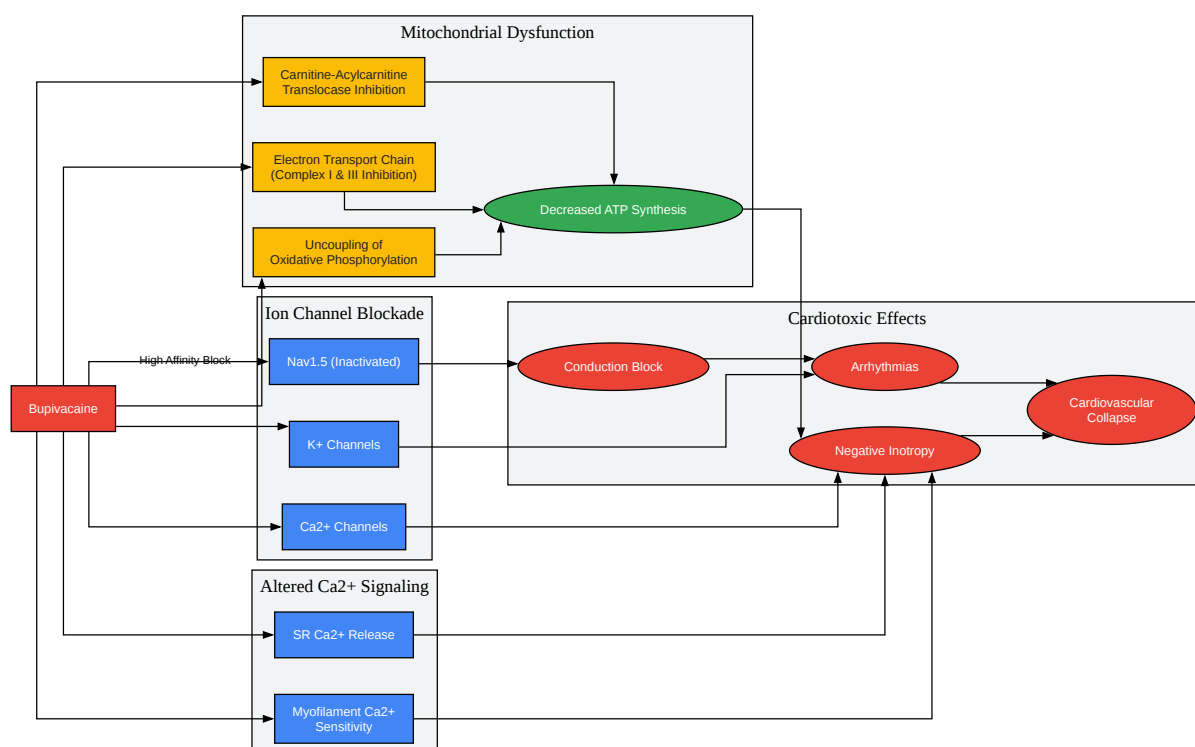 Mitochondrial Dysfunction
Carnitine-Acylcarnitine
Translocase Inhibition
Electron Transport Chain
(Complex I & III Inhibition)
Decreased ATP Synthesis
Uncoupling of
Oxidative Phosphorylation
Ion Channel Blockade
High Affinity Block
Nav1.5 (Inactivated)
Bupivacaine
K+ Channels
Ca2+ Channels
Cardiotoxic Effects
Conduction Block
Arrhythmias
Cardiovascular
Collapse
Negative Inotropy
Altered Ca2+ Signaling
SR Ca2+ Release
Myofilament Ca2+
Sensitivity